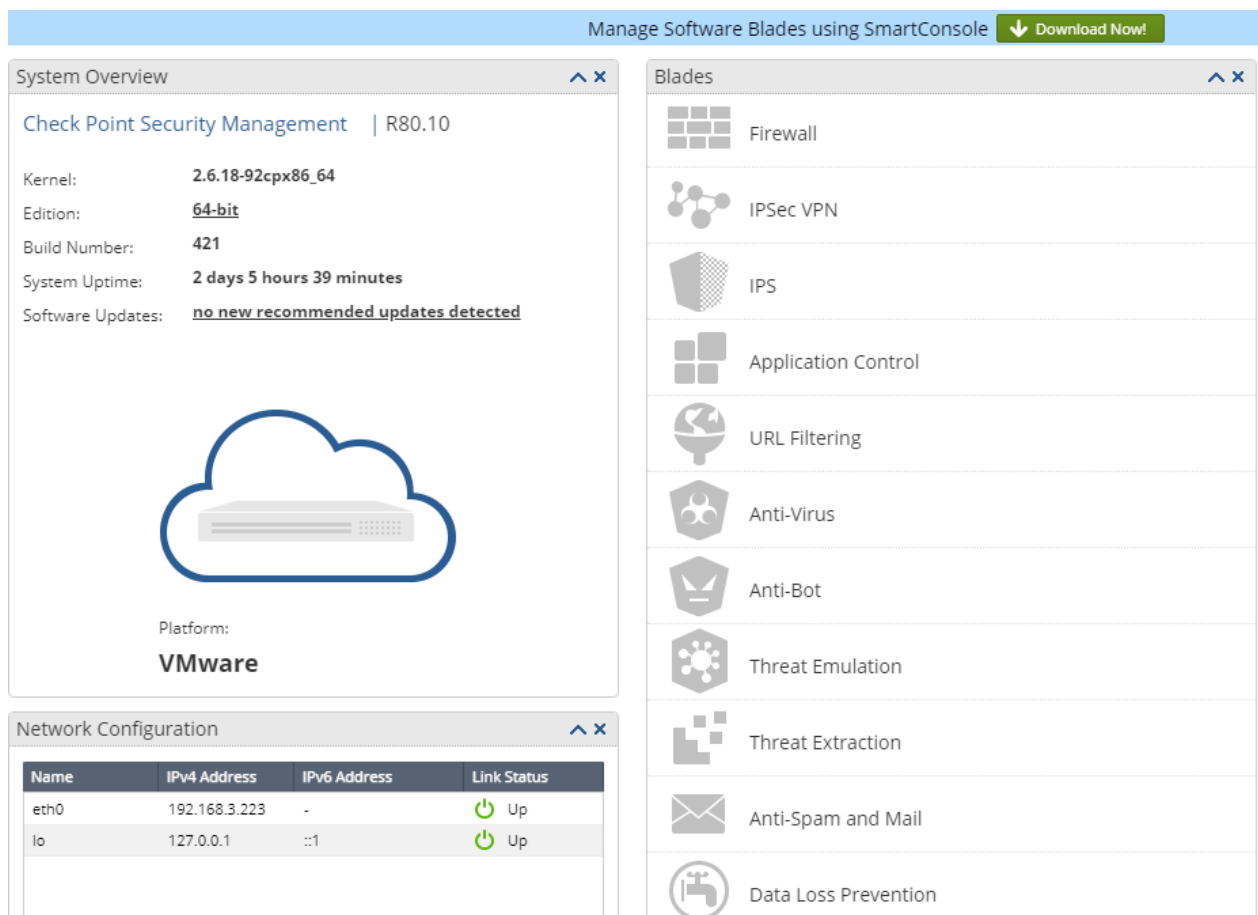 Manage Software Blades using SmartConsole Download Now!
System Overview
Check Point Security Management | R80.10
Kernel: 2.6.18-92cpx86_64
Edition: 64-bit
Build Number: 421
System Uptime: 2 days 5 hours 39 minutes
Software Updates: no new recommended updates detected
Platform:
VMware
Network Configuration
Name IPv4 Address IPv6 Address Link Status
eth0 192.168.3.223 - Up
lo 127.0.0.1 ::1 Up
Blades
Firewall
IPSec VPN
IPS
Application Control
URL Filtering
Anti-Virus
Anti-Bot
Threat Emulation
Threat Extraction
Anti-Spam and Mail
Data Loss Prevention